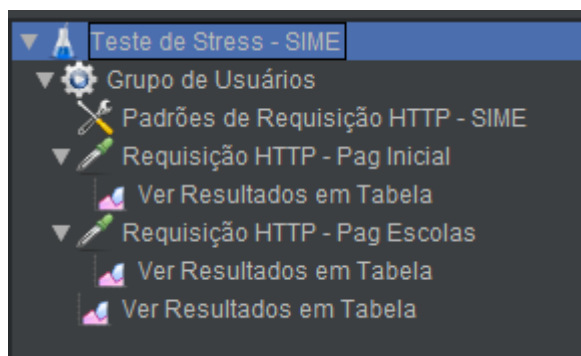 Teste de Stress - SIME
Grupo de Usuários
Padrões de Requisição HTTP - SIME
Requisição HTTP - Pag Inicial
Ver Resultados em Tabela
Requisição HTTP - Pag Escolas
Ver Resultados em Tabela
Ver Resultados em Tabela